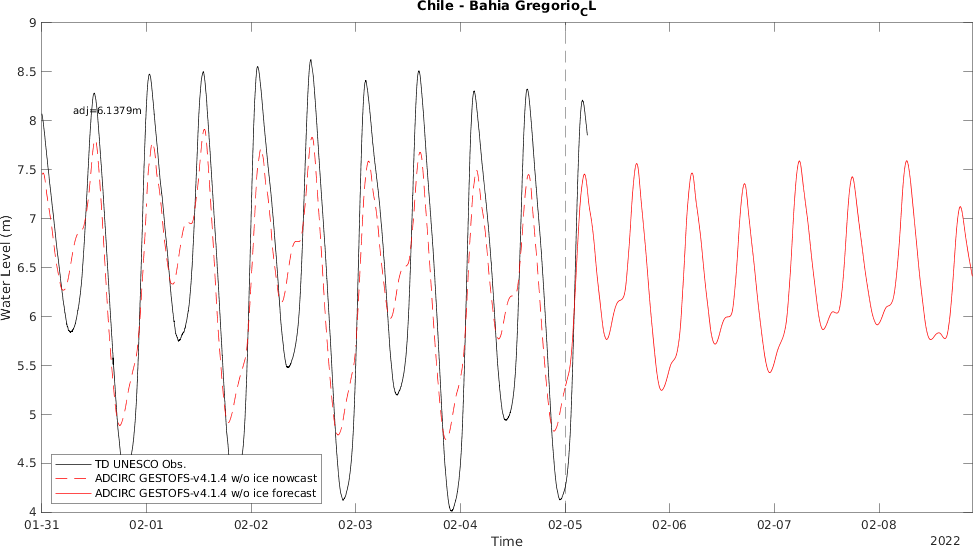 Chile - Bahia Gregorio_CL
9
8.5
8
7.5
7
6.5
6
5.5
5
4.5
4
Water Level (m)
adj=6.1379m
TD UNESCO Obs.
ADCIRC GESTOFS-v4.1.4 w/o ice nowcast
ADCIRC GESTOFS-v4.1.4 w/o ice forecast
01-31 02-01 02-02 02-03 02-04 02-05 02-06 02-07 02-08
Time
2022